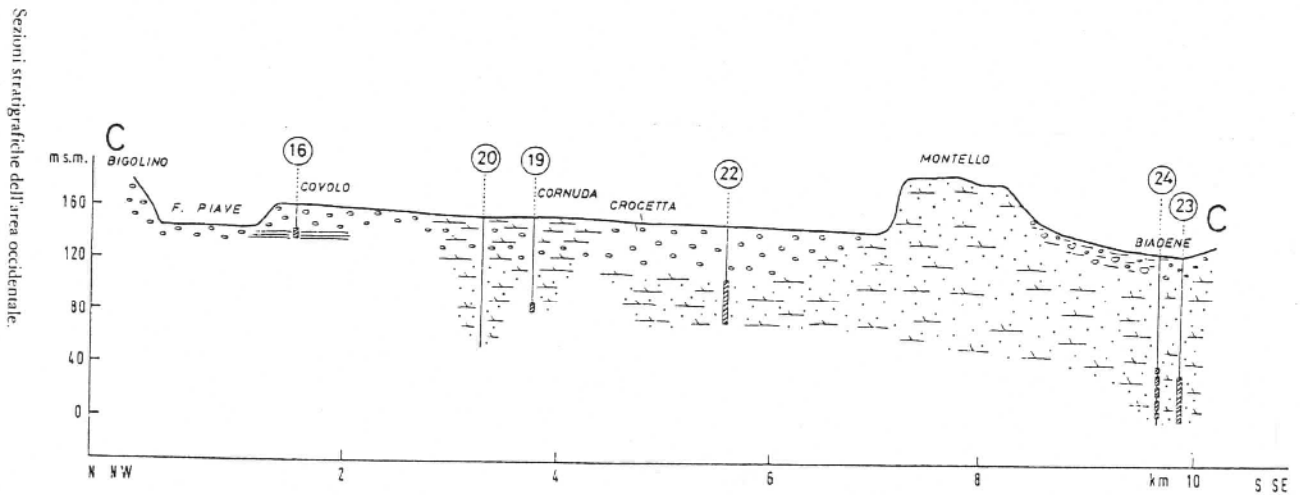 Sezioni stratigrafiche dell'area occidentale.
C
C
m s.m.
160
120
80
40
0
BIGOLINO
F. PIAVE
16
COVOLO
20
19
CORNUDA
CROCETTA
22
MONTELLO
24
23
BIADENE
N NW
2
4
6
8
km 10
S SE